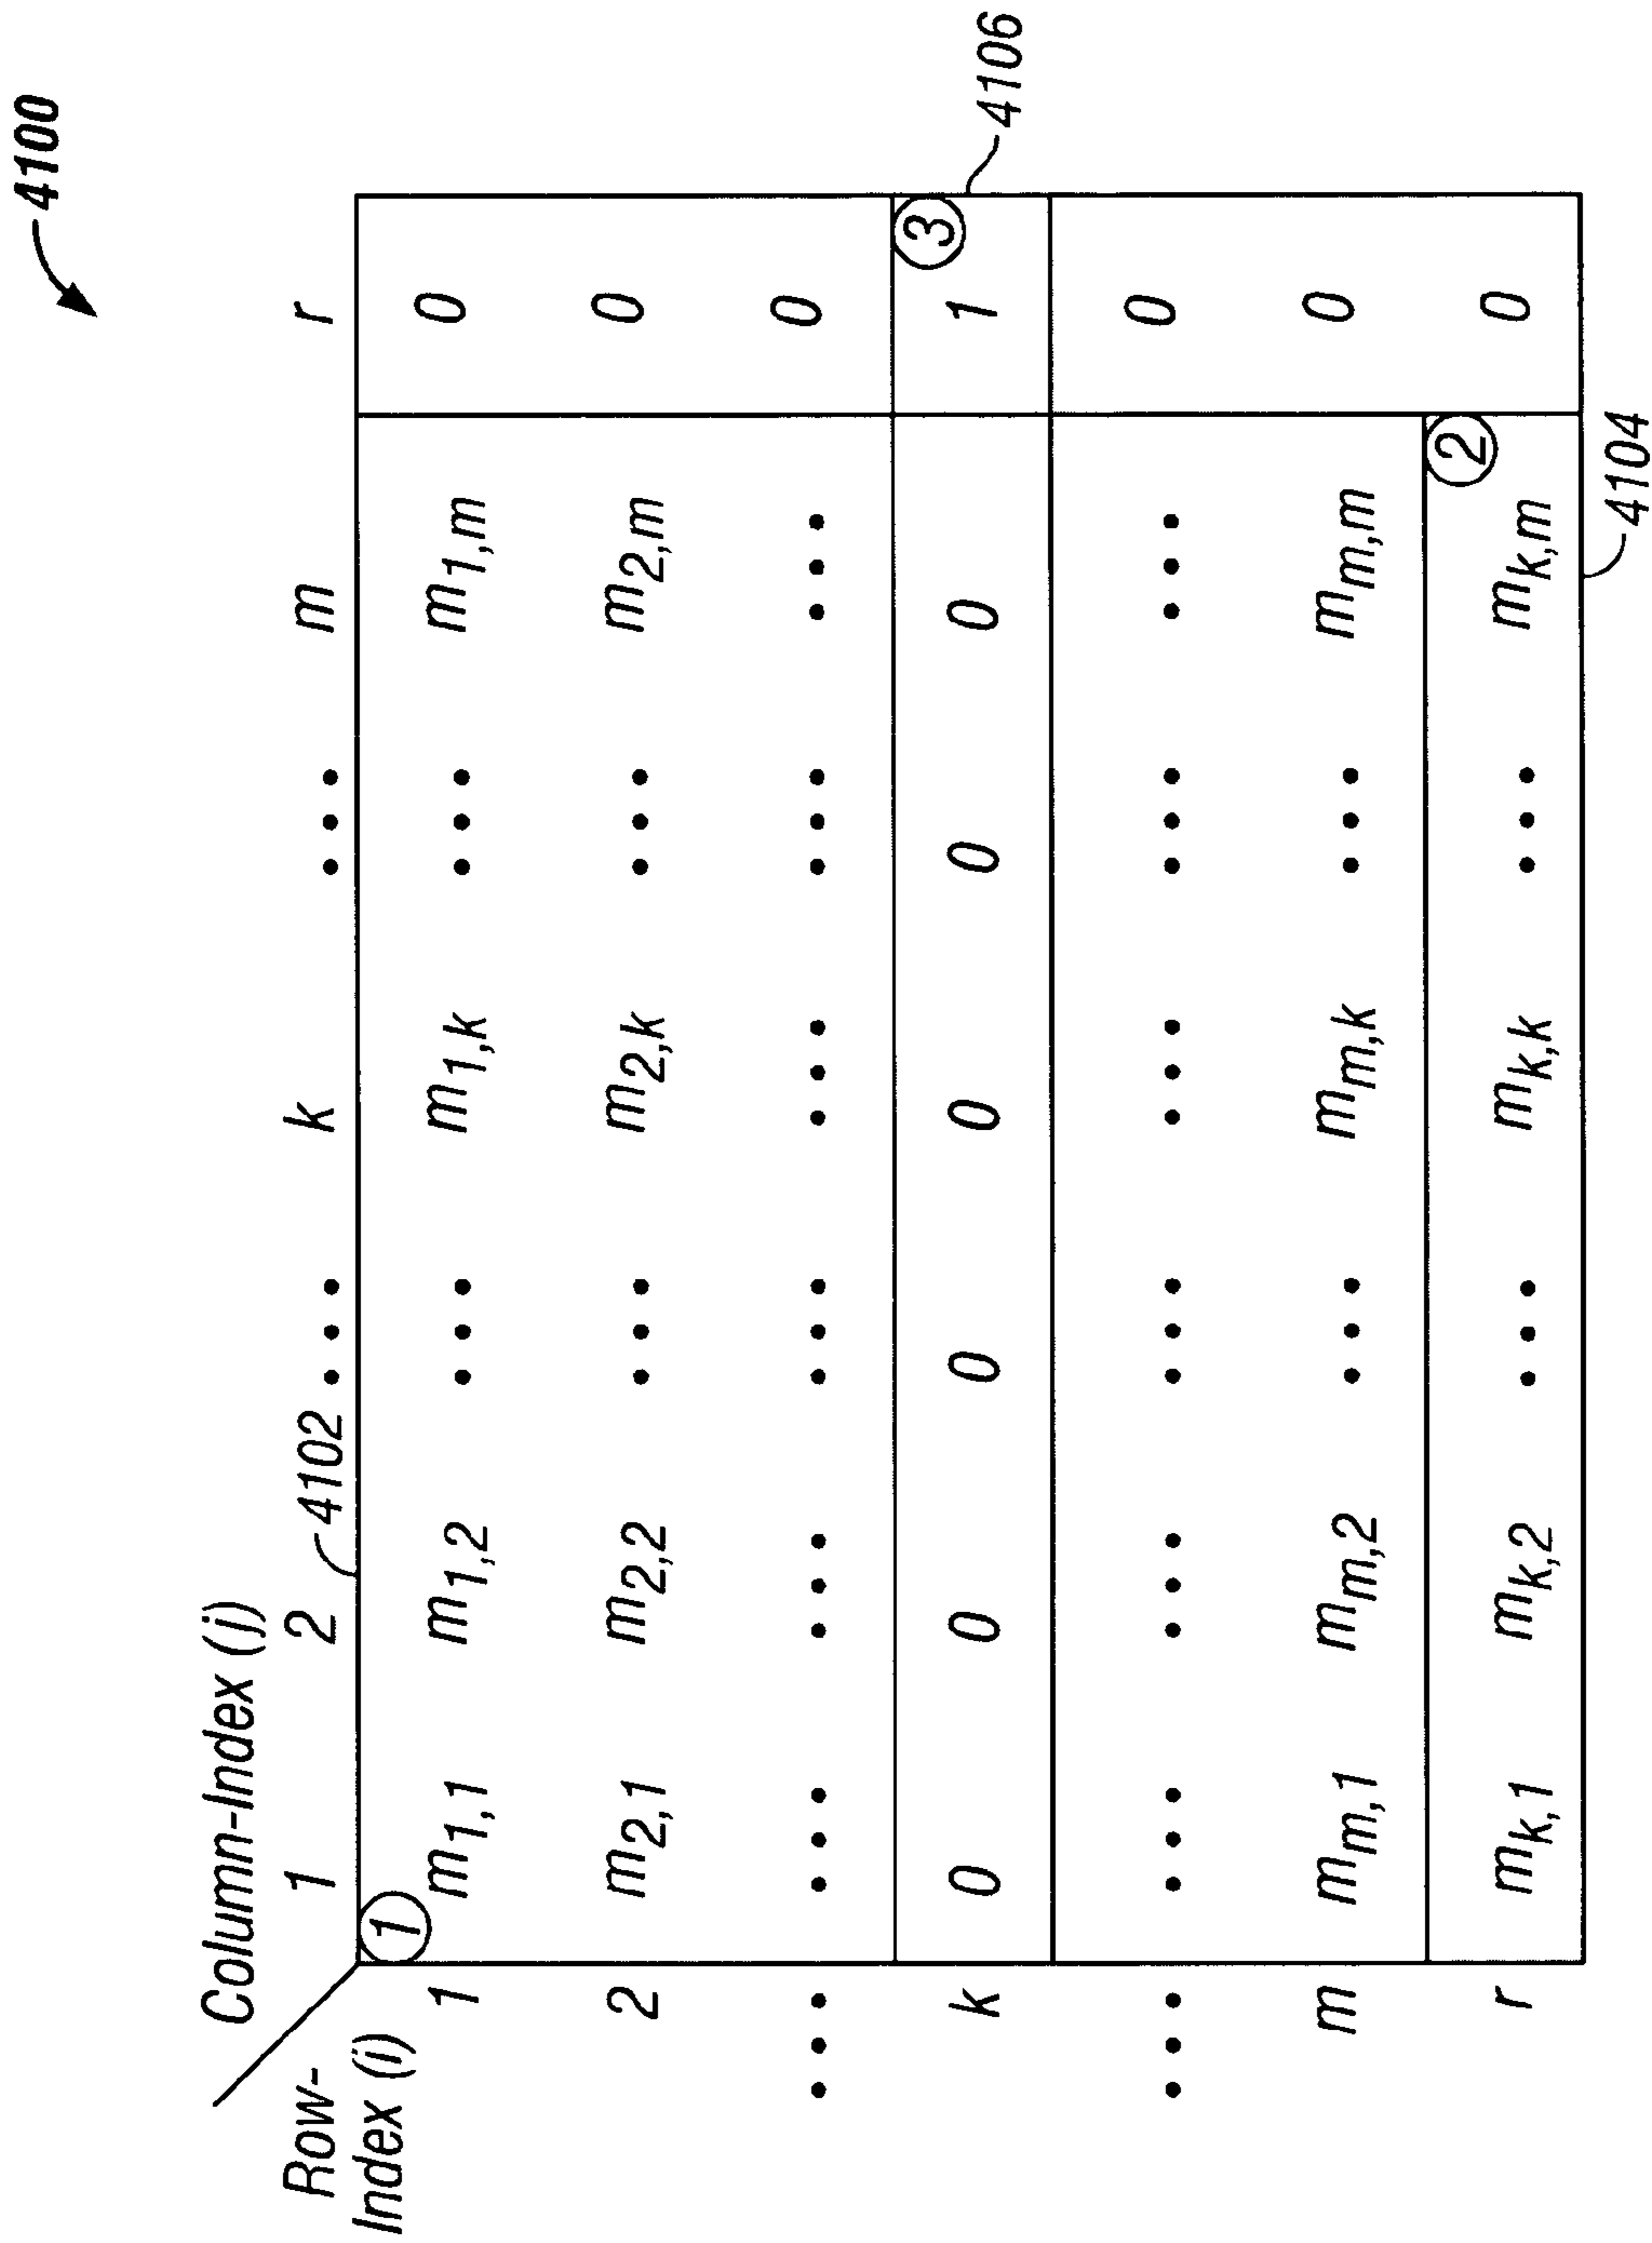 4100
Column-Index (j)
Row-
Index (i)
4102
1 2 • • • k • • • m r
①
1 m1,1 m1,2 • • • m1,k • • • m1,m 0
2 m2,1 m2,2 • • • m2,k • • • m2,m 0
• • • • • • • • • • • • • • • 0
③
k 0 0 0 0 0 0 1
4106
• • • • • • • • • • • • • • • 0
m mm,1 mm,2 • • • mm,k • • • mm,m 0
②
r mk,1 mk,2 • • • mk,k • • • mk,m 0
4104